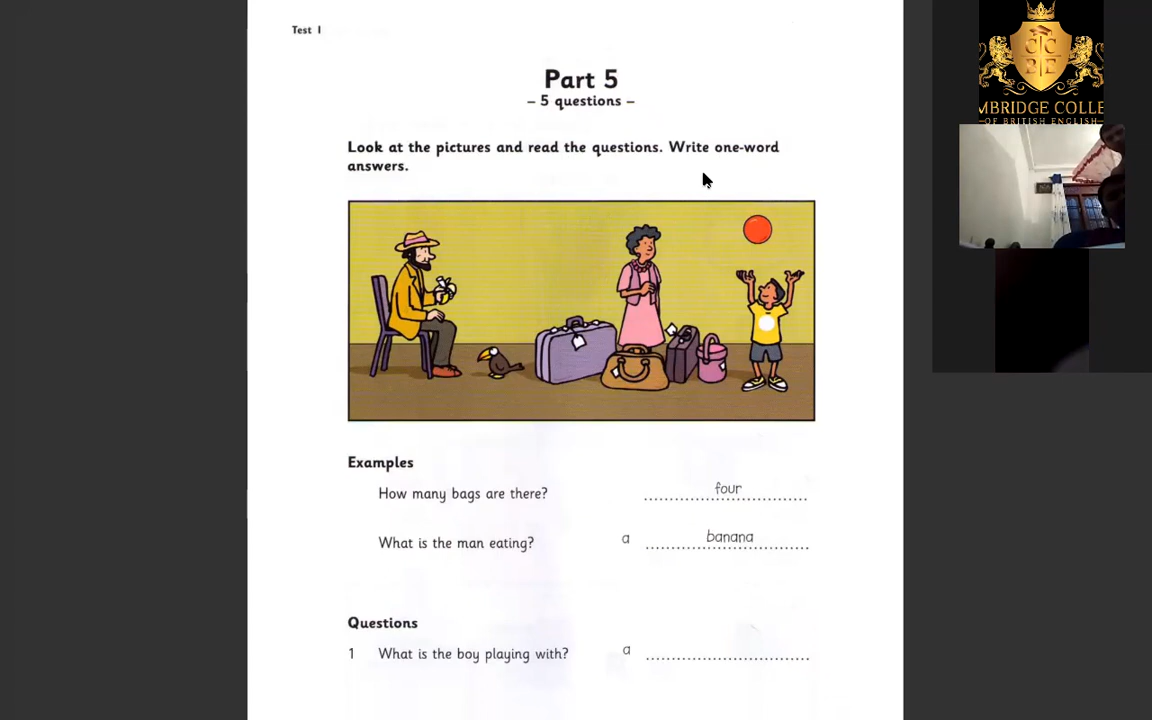 Test 1
Part 5
– 5 questions –
Look at the pictures and read the questions. Write one-word
answers.
Examples
How many bags are there? four
What is the man eating? a banana
Questions
1 What is the boy playing with? a
CC
BE
MBRIDGE COLLE
OF BRITISH ENGLISH